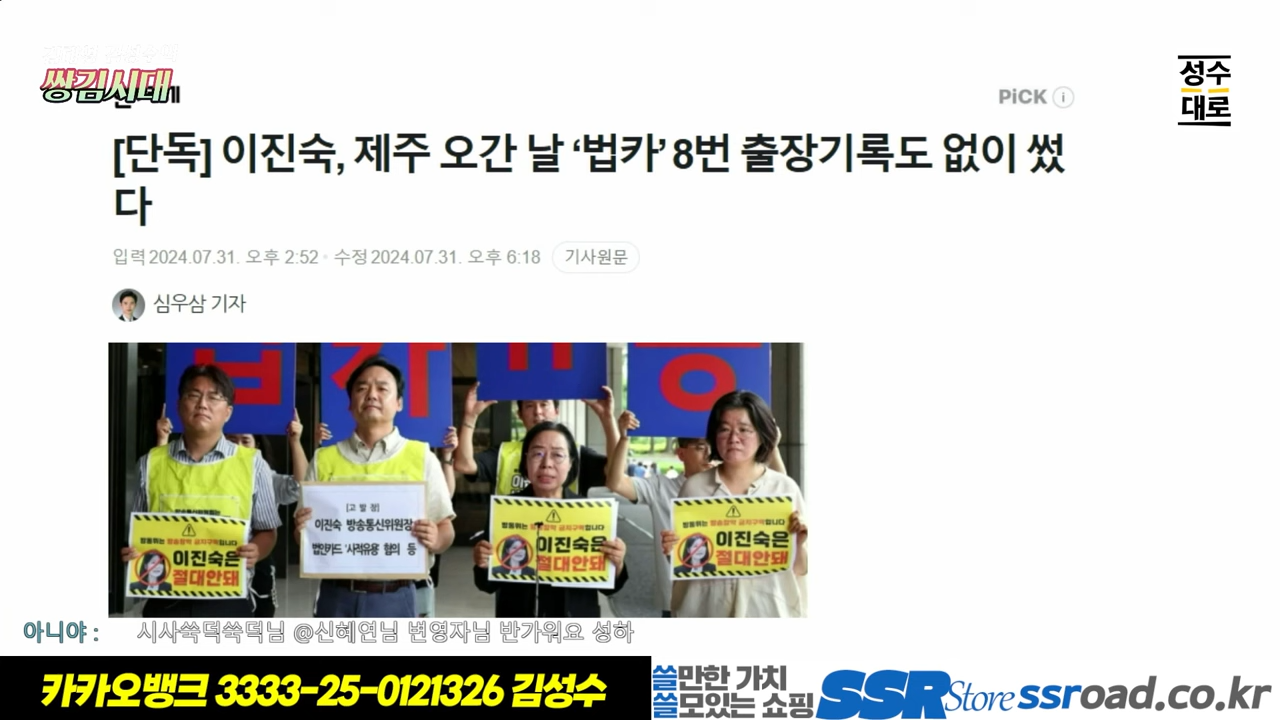 쌍김시대
성수
대로
PiCK
[단독] 이진숙, 제주 오간 날 ‘법카’ 8번 출장기록도 없이 썼
다
입력 2024.07.31. 오후 2:52 수정 2024.07.31. 오후 6:18 기사원문
심우삼 기자
[고 발 장]
이진숙 방송통신위원장
법인카드 '사적유용' 혐의 등
이진숙은
절대안돼
이진숙은
절대안돼
이진숙은
절대안돼
아니야 : 시사쑥덕쑥덕님 @신혜연님 변영자님 반가워요 성하
카카오뱅크 3333-25-0121326 김성수
쓸만한 가치
쓸모있는 쇼핑
SSR Store ssroad.co.kr